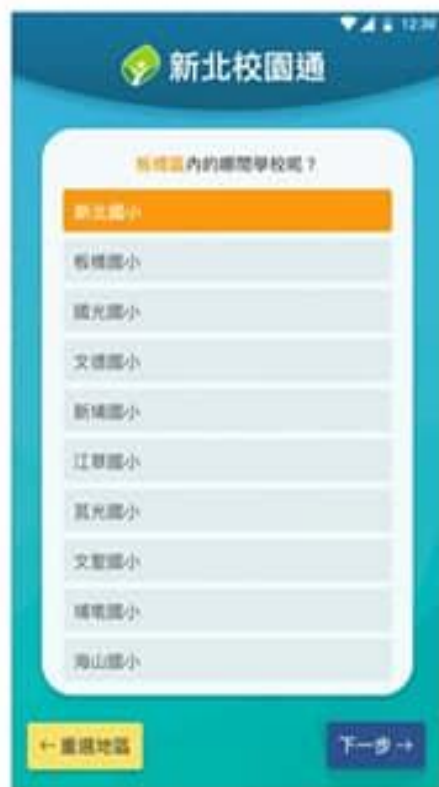 12:30
新北校園通
板橋區內的哪間學校呢？
新北國小
板橋國小
國光國小
文德國小
新埔國小
江翠國小
莒光國小
文聖國小
埔墘國小
海山國小
← 重選地區
下一步 →